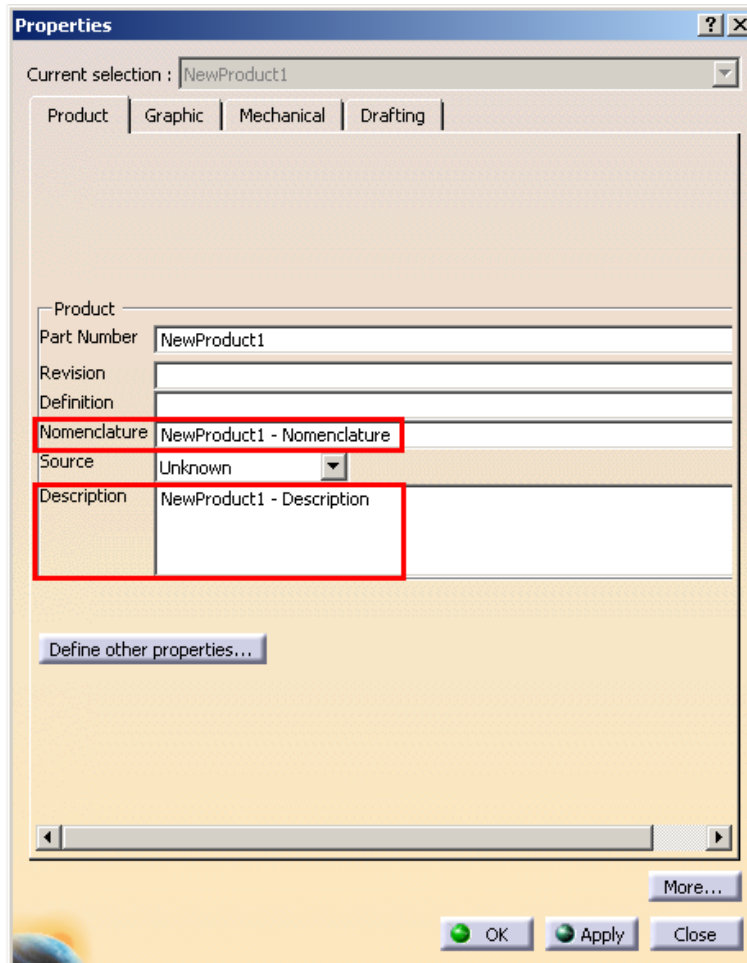 Properties
Current selection : NewProduct1
Product Graphic Mechanical Drafting
Product
Part Number NewProduct1
Revision
Definition
Nomenclature NewProduct1 - Nomenclature
Source Unknown
Description NewProduct1 - Description
Define other properties...
More...
OK Apply Close